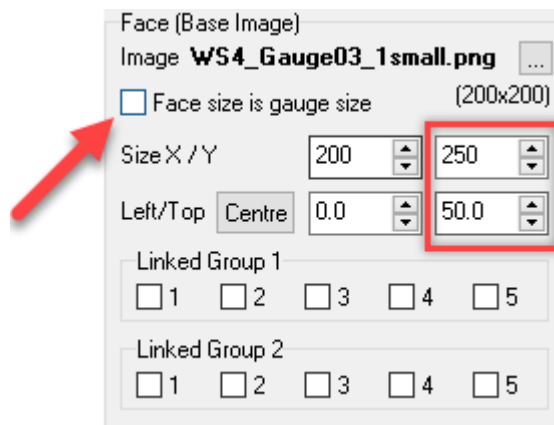 Face (Base Image)
Image WS4_Gauge03_1small.png ...
Face size is gauge size (200x200)
Size X / Y 200 250
Left/Top Centre 0.0 50.0
Linked Group 1
1 2 3 4 5
Linked Group 2
1 2 3 4 5